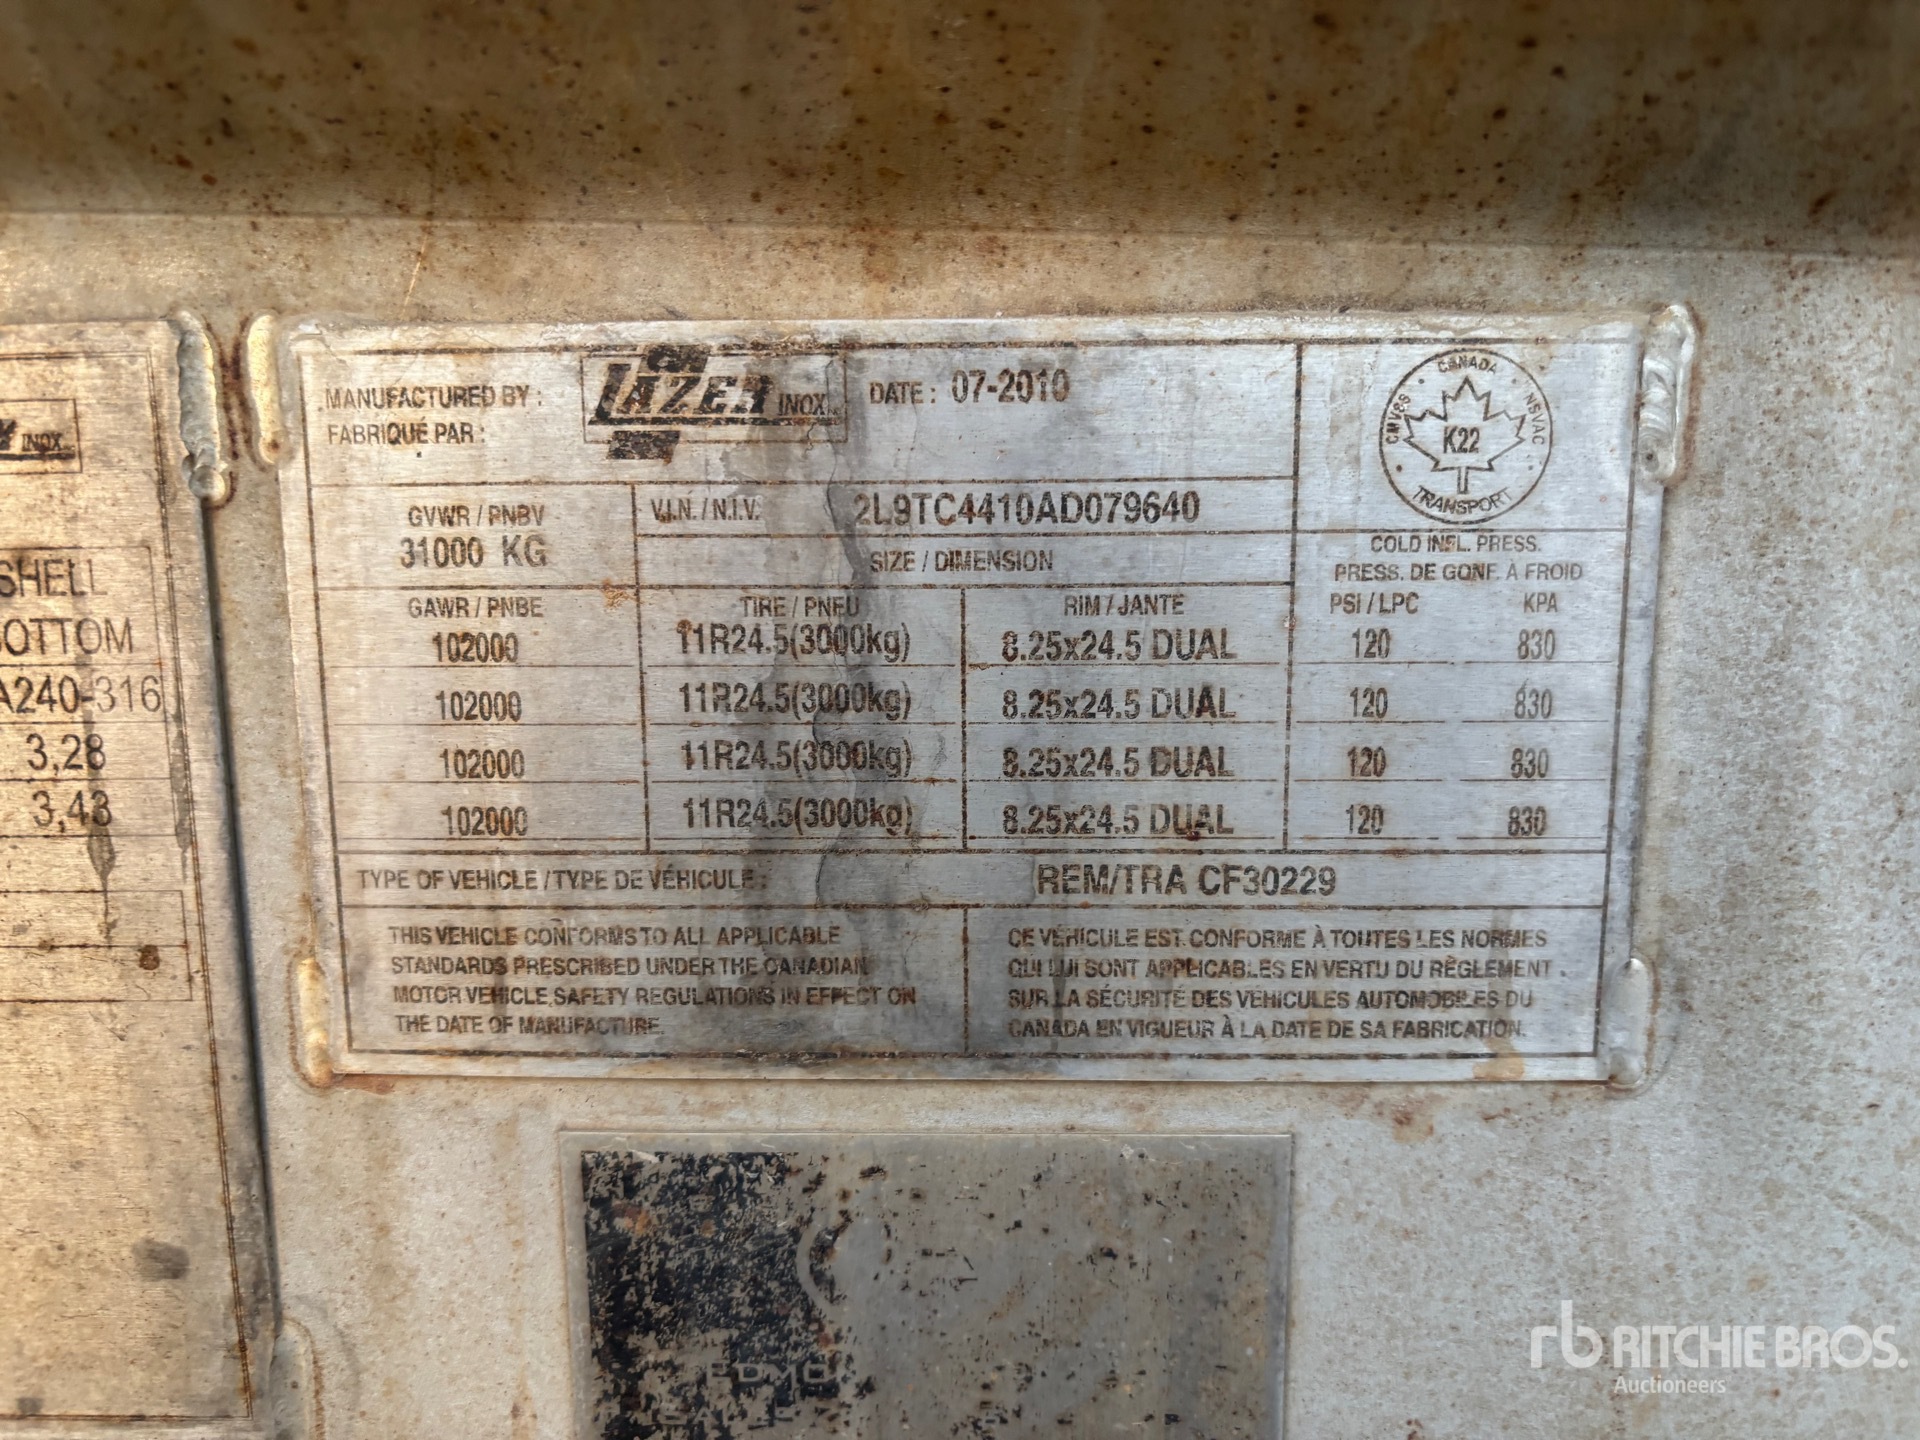 INOX
SHELL
BOTTOM
A240-316
3,28
3,43
MANUFACTURED BY :
FABRIQUÉ PAR :
LAZER INOX
DATE : 07-2010
CANADA
CMVSS
NSVAC
K22
TRANSPORT
GVWR / PNBV
31000 KG
V.I.N. / N.I.V. 2L9TC4410AD079640
SIZE / DIMENSION
COLD INFL. PRESS.
PRESS. DE GONF. À FROID
GAWR / PNBE TIRE / PNEU RIM / JANTE PSI / LPC KPA
102000 11R24.5(3000kg) 8.25x24.5 DUAL 120 830
102000 11R24.5(3000kg) 8.25x24.5 DUAL 120 830
102000 11R24.5(3000kg) 8.25x24.5 DUAL 120 830
102000 11R24.5(3000kg) 8.25x24.5 DUAL 120 830
TYPE OF VEHICLE / TYPE DE VÉHICULE : REM/TRA CF30229
THIS VEHICLE CONFORMS TO ALL APPLICABLE
STANDARDS PRESCRIBED UNDER THE CANADIAN
MOTOR VEHICLE SAFETY REGULATIONS IN EFFECT ON
THE DATE OF MANUFACTURE.
CE VÉHICULE EST CONFORME À TOUTES LES NORMES
QUI LUI SONT APPLICABLES EN VERTU DU RÈGLEMENT
SUR LA SÉCURITÉ DES VÉHICULES AUTOMOBILES DU
CANADA EN VIGUEUR À LA DATE DE SA FABRICATION.
rb RITCHIE BROS.
Auctioneers